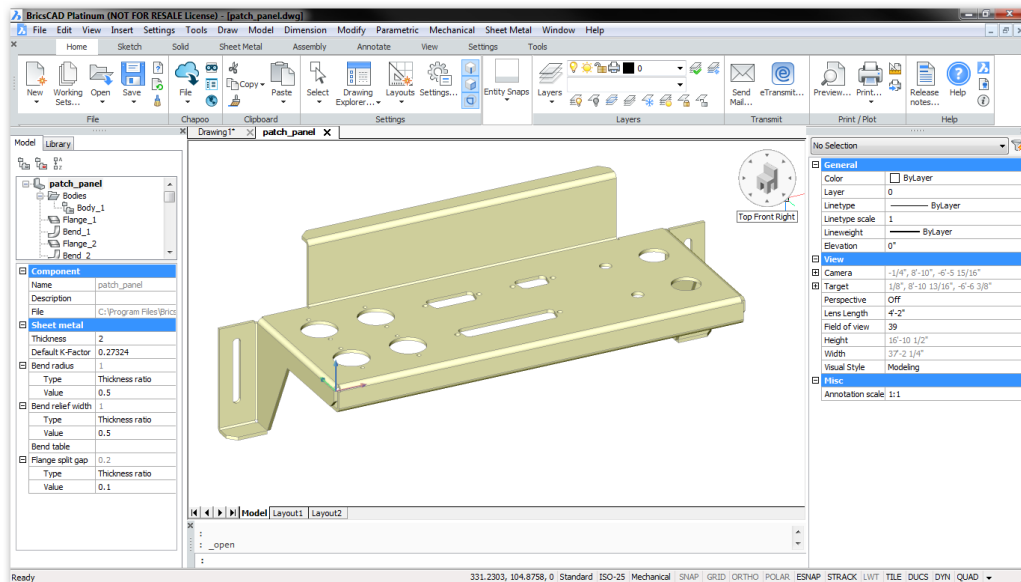 BricsCAD Platinum (NOT FOR RESALE License) - [patch_panel.dwg]
File Edit View Insert Settings Tools Draw Model Dimension Modify Parametric Mechanical Sheet Metal Window Help
Home Sketch Solid Sheet Metal Assembly Annotate View Settings Tools
New Working Sets... Open Save File Copy Paste Select Drawing Explorer... Layouts Settings... Entity Snaps Layers 0 Send Mail... eTransmit... Preview... Print... Release notes... Help
File Chapoo Clipboard Settings Layers Transmit Print / Plot Help
Drawing1* patch_panel
Model Library
patch_panel
Bodies
Body_1
Flange_1
Bend_1
Flange_2
Bend 2
Component
Name patch_panel
Description
File C:\Program Files\Brics
Sheet metal
Thickness 2
Default K-Factor 0.27324
Bend radius 1
Type Thickness ratio
Value 0.5
Bend relief width 1
Type Thickness ratio
Value 0.5
Bend table
Flange split gap 0.2
Type Thickness ratio
Value 0.1
Top Front Right
Model Layout1 Layout2
:
: _open
:
No Selection
General
Color ByLayer
Layer 0
Linetype ByLayer
Linetype scale 1
Lineweight ByLayer
Elevation 0"
View
Camera -1/4", 8'-10", -6'-5 15/16"
Target 1/8", 8'-10 13/16", -6'-6 3/8"
Perspective Off
Lens Length 4'-2"
Field of view 39
Height 16'-10 1/2"
Width 37'-2 1/4"
Visual Style Modeling
Misc
Annotation scale 1:1
Ready 331.2303, 104.8758, 0 Standard ISO-25 Mechanical SNAP GRID ORTHO POLAR ESNAP STRACK LWT TILE DUCS DYN QUAD